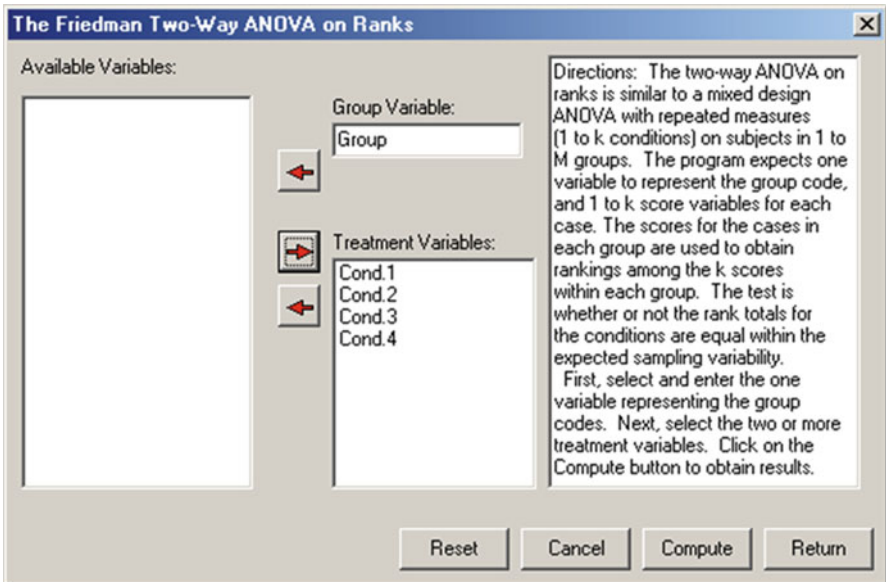 The Friedman Two-Way ANOVA on Ranks
Available Variables:
Group Variable:
Group
Treatment Variables:
Cond.1
Cond.2
Cond.3
Cond.4
Directions: The two-way ANOVA on
ranks is similar to a mixed design
ANOVA with repeated measures
(1 to k conditions) on subjects in 1 to
M groups. The program expects one
variable to represent the group code,
and 1 to k score variables for each
case. The scores for the cases in
each group are used to obtain
rankings among the k scores
within each group. The test is
whether or not the rank totals for
the conditions are equal within the
expected sampling variability.
First, select and enter the one
variable representing the group
codes. Next, select the two or more
treatment variables. Click on the
Compute button to obtain results.
Reset
Cancel
Compute
Return